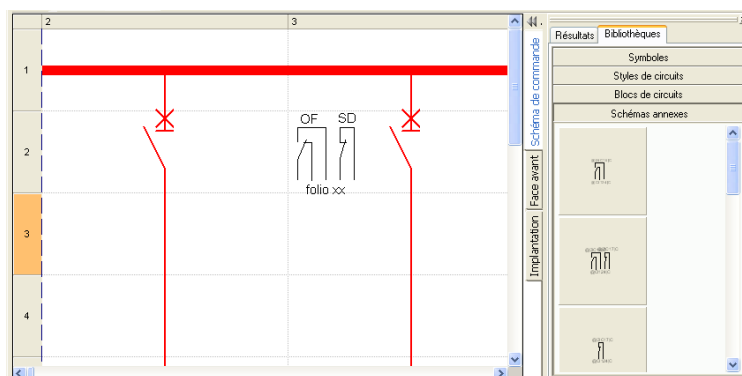 2 3
1
2
3
4
OF SD
folio xx
Schéma de commande
Face avant
Implantation
Résultats Bibliothèques
Symboles
Styles de circuits
Blocs de circuits
Schémas annexes